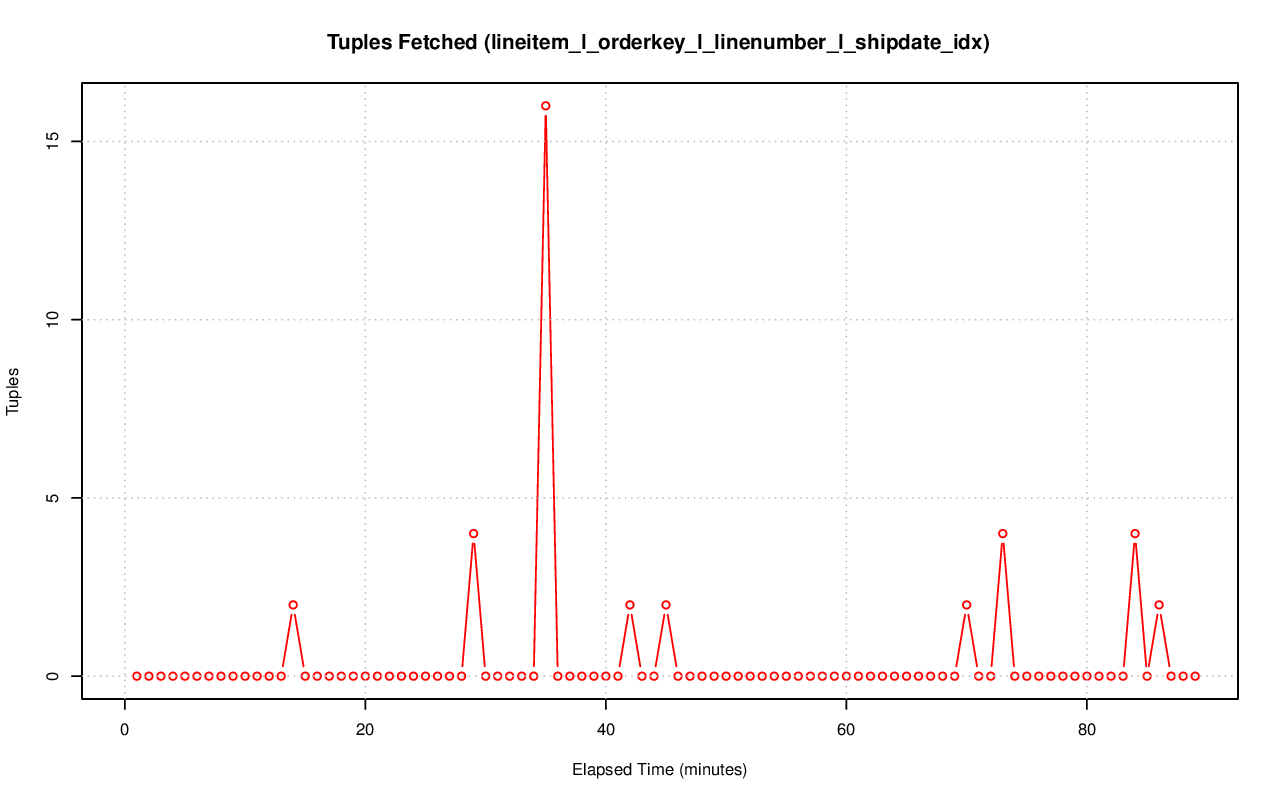 Tuples Fetched (lineitem_l_orderkey_l_linenumber_l_shipdate_idx)
15
10
5
0
Tuples
0 20 40 60 80
Elapsed Time (minutes)